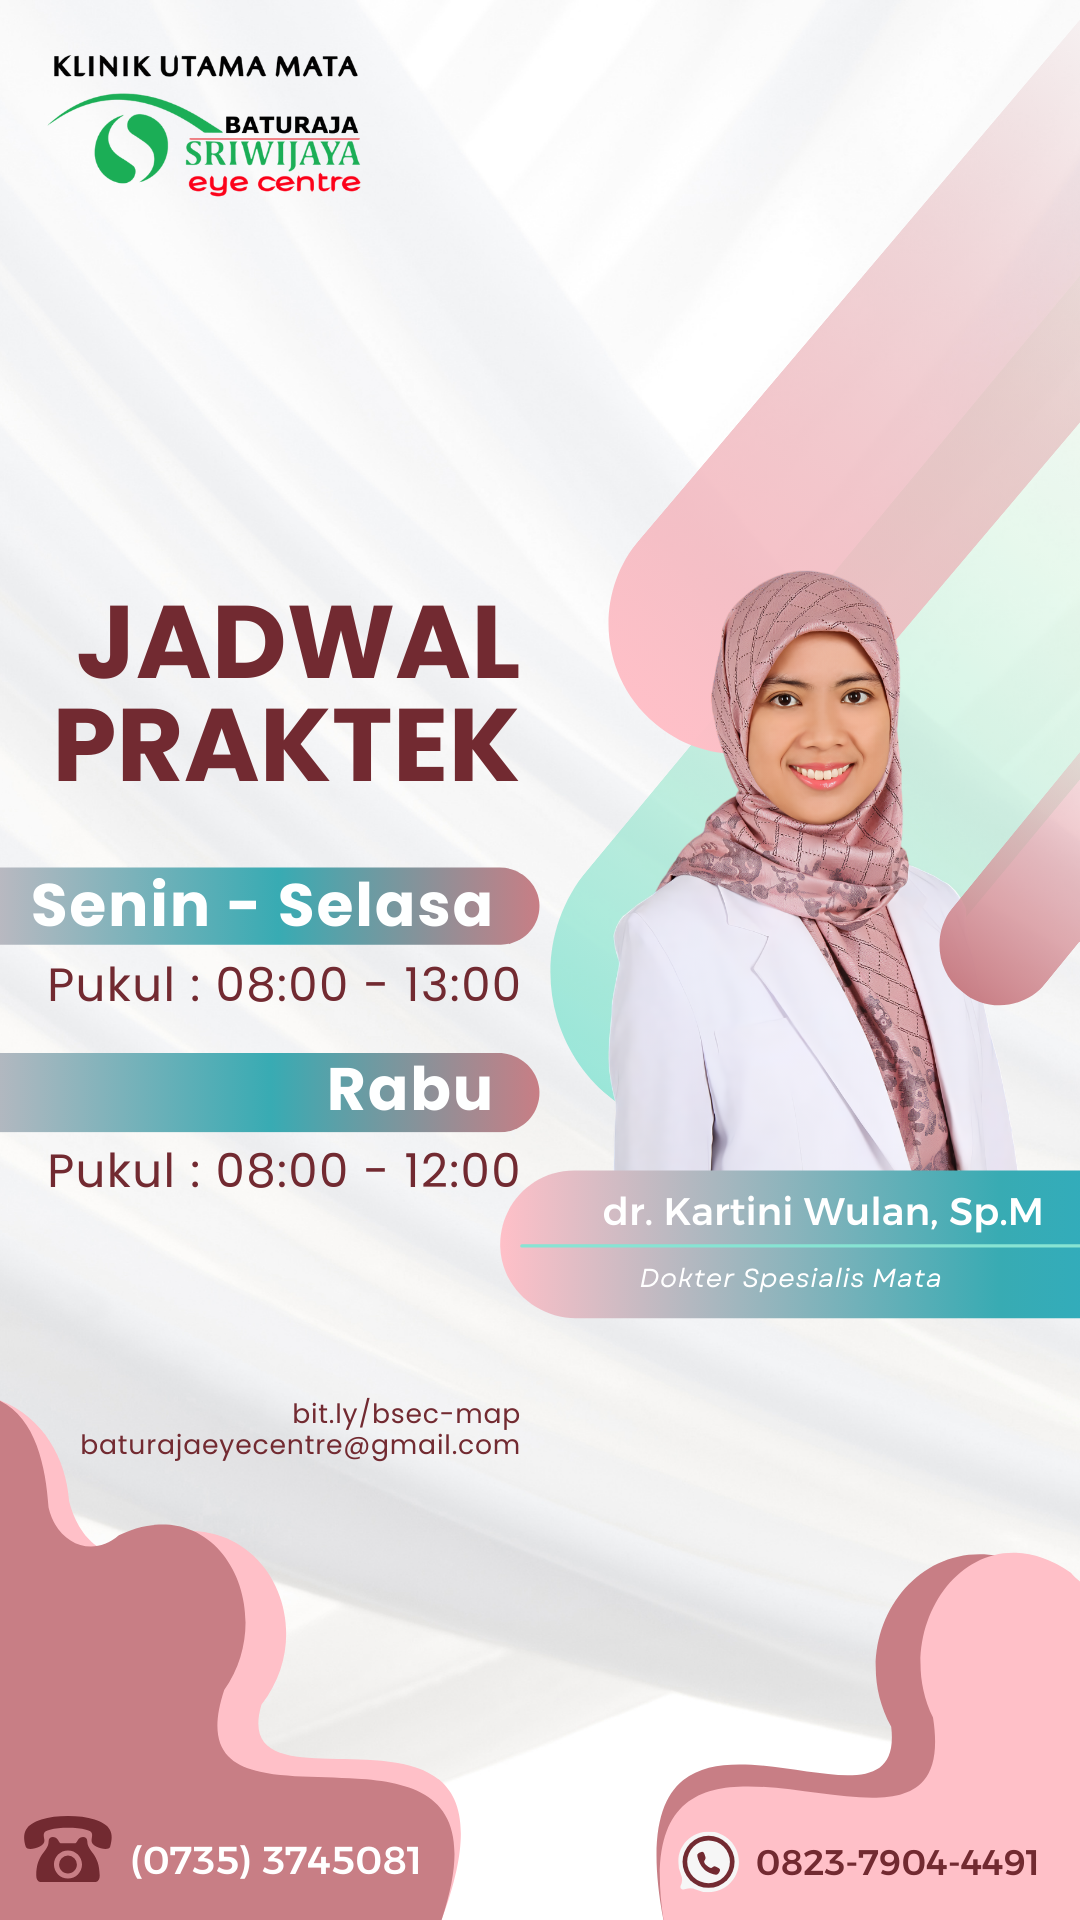 KLINIK UTAMA MATA
BATURAJA
SRIWIJAYA
eye centre
JADWAL
PRAKTEK
Senin - Selasa
Pukul : 08:00 - 13:00
Rabu
Pukul : 08:00 - 12:00
dr. Kartini Wulan, Sp.M
Dokter Spesialis Mata
bit.ly/bsec-map
baturajaeyecentre@gmail.com
(0735) 3745081
0823-7904-4491